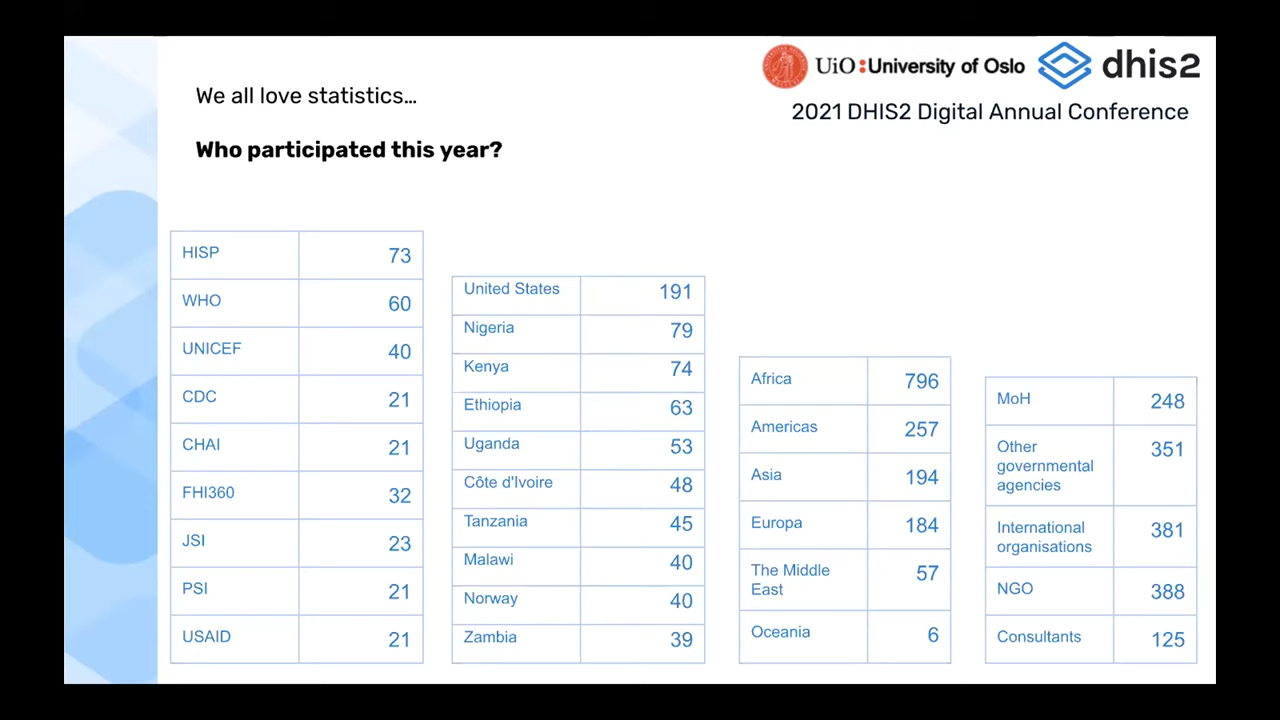 UiO:University of Oslo
dhis2
2021 DHIS2 Digital Annual Conference
We all love statistics...
Who participated this year?
HISP 73
WHO 60
UNICEF 40
CDC 21
CHAI 21
FHI360 32
JSI 23
PSI 21
USAID 21
United States 191
Nigeria 79
Kenya 74
Ethiopia 63
Uganda 53
Côte d'Ivoire 48
Tanzania 45
Malawi 40
Norway 40
Zambia 39
Africa 796
Americas 257
Asia 194
Europa 184
The Middle 57
East
Oceania 6
MoH 248
Other 351
governmental
agencies
International 381
organisations
NGO 388
Consultants 125